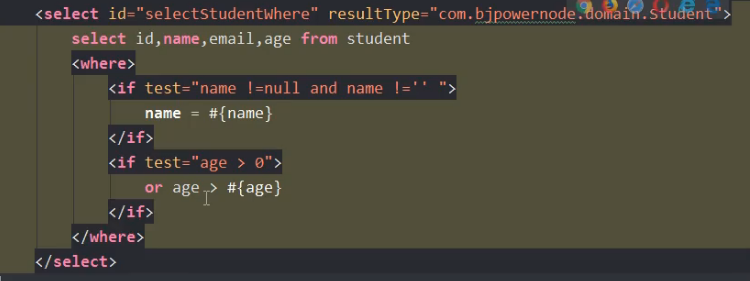 <select id="selectStudentWhere" resultType="com.bjpowernode.domain.Student">
select id,name,email,age from student
<where>
<if test="name !=null and name !='' ">
name = #{name}
</if>
<if test="age > 0">
or age > #{age}
</if>
</where>
</select>